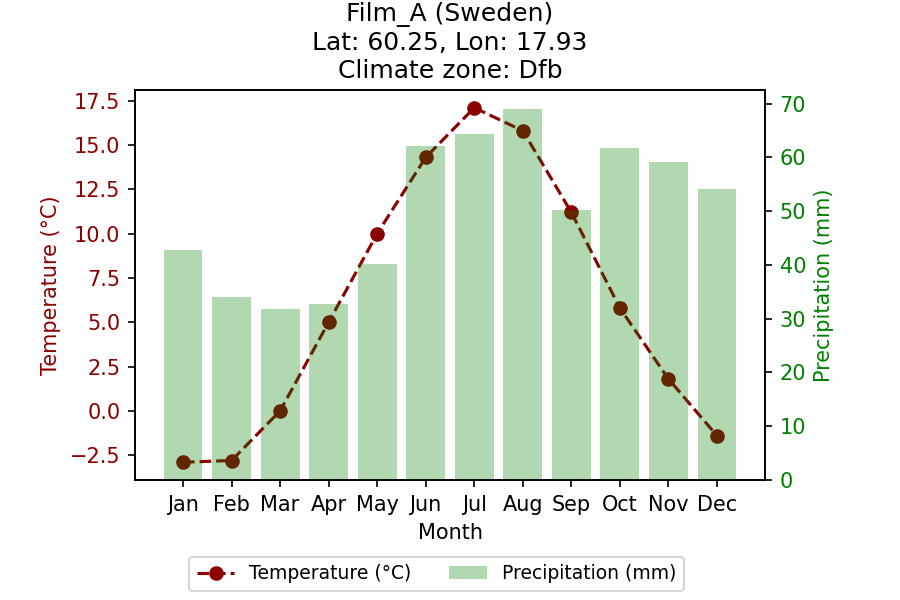 Film_A (Sweden)
Lat: 60.25, Lon: 17.93
Climate zone: Dfb
Temperature (°C)
17.5
15.0
12.5
10.0
7.5
5.0
2.5
0.0
−2.5
70
60
50
40
30
20
10
0
Precipitation (mm)
Jan Feb Mar Apr May Jun Jul Aug Sep Oct Nov Dec
Month
Temperature (°C) Precipitation (mm)